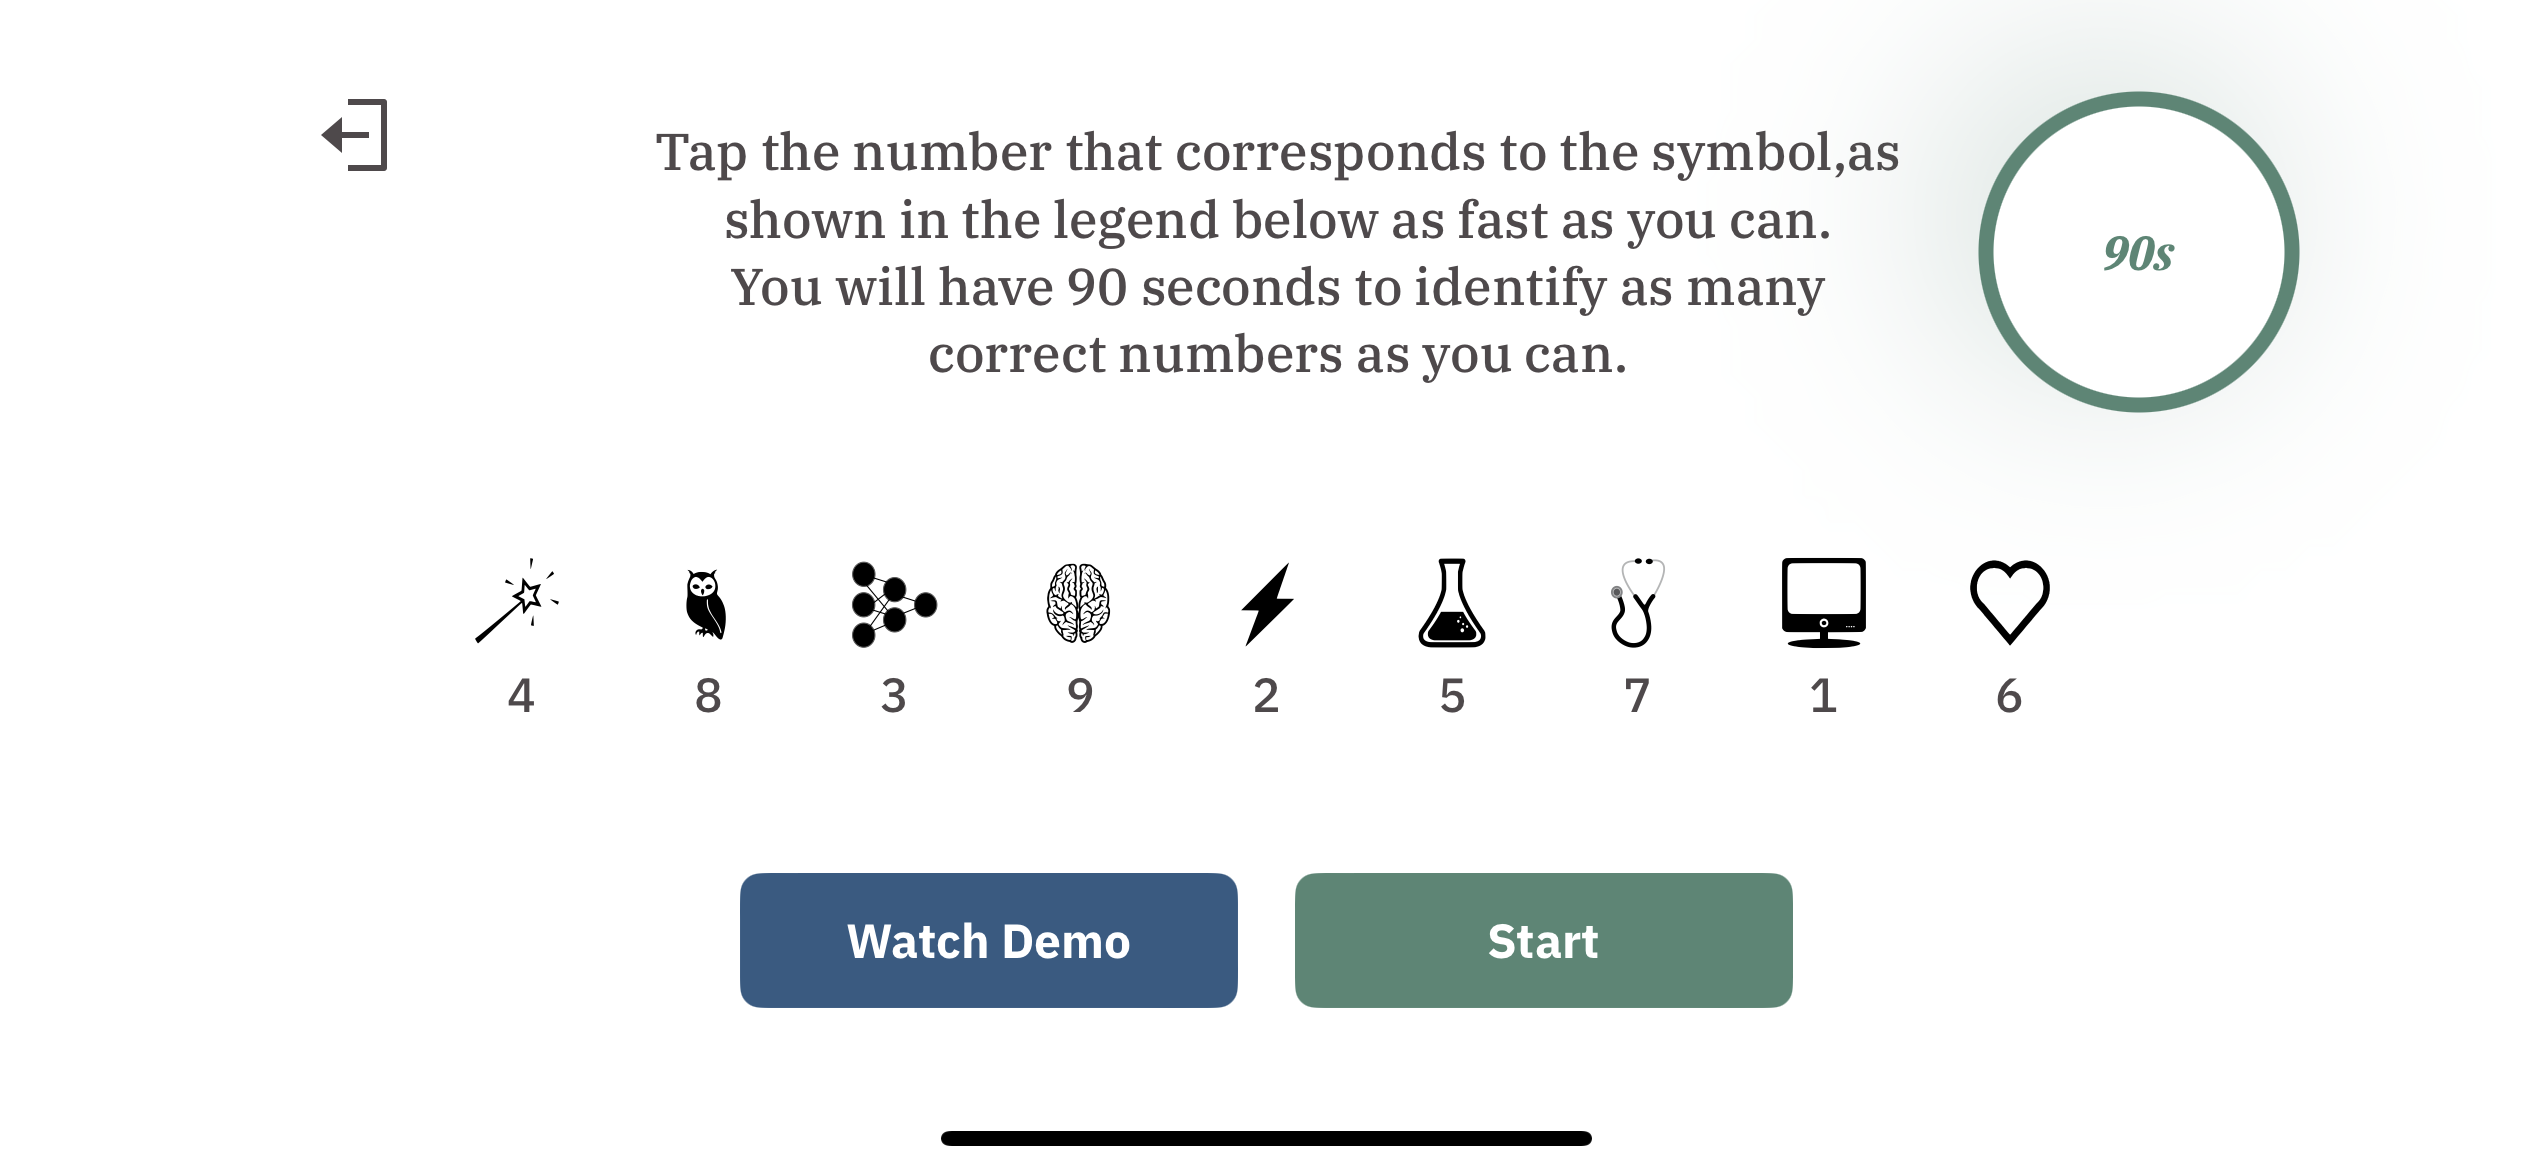 Tap the number that corresponds to the symbol,as
shown in the legend below as fast as you can.
You will have 90 seconds to identify as many
correct numbers as you can.
90s
4 8 3 9 2 5 7 1 6
Watch Demo
Start